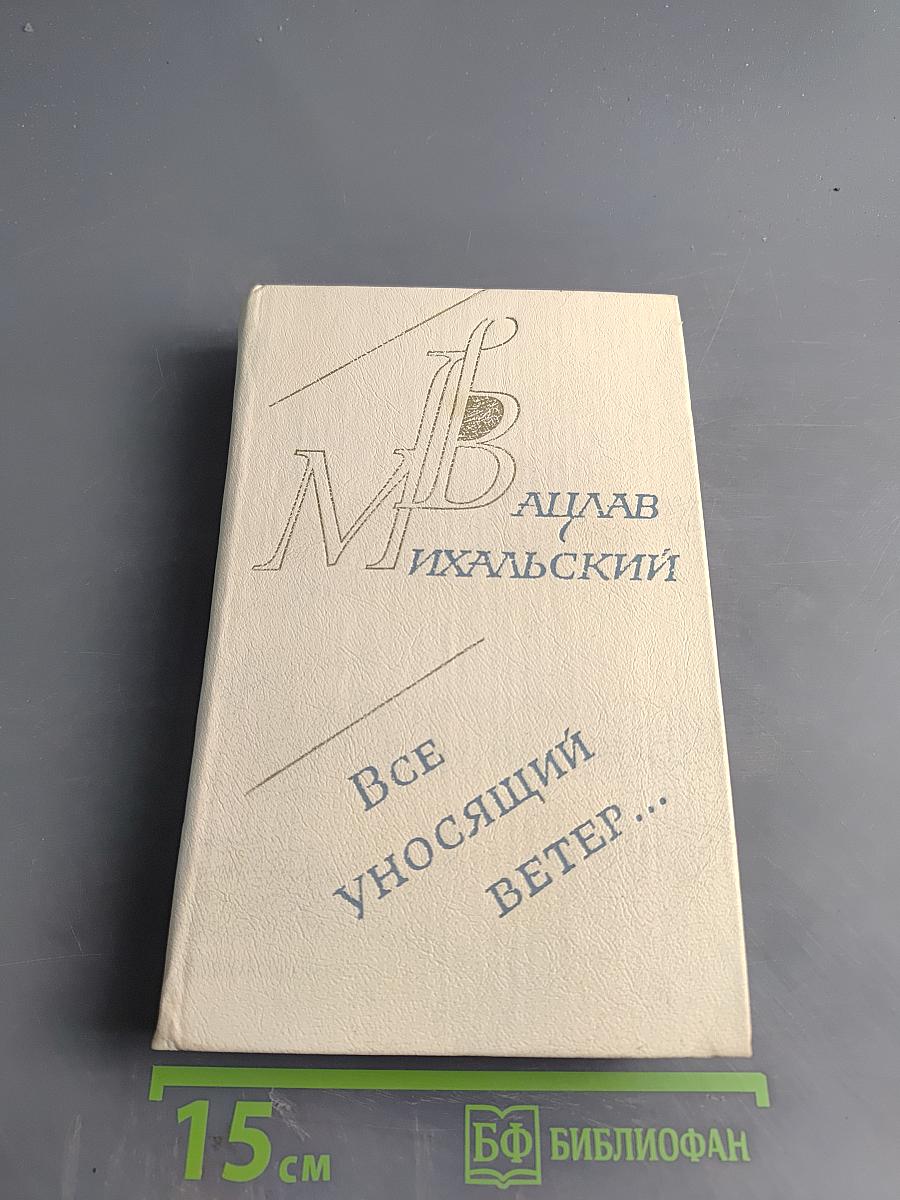 Вацлав
Михальский
Все
уносящий
ветер...
15 см
БФ БИБЛИОФАН